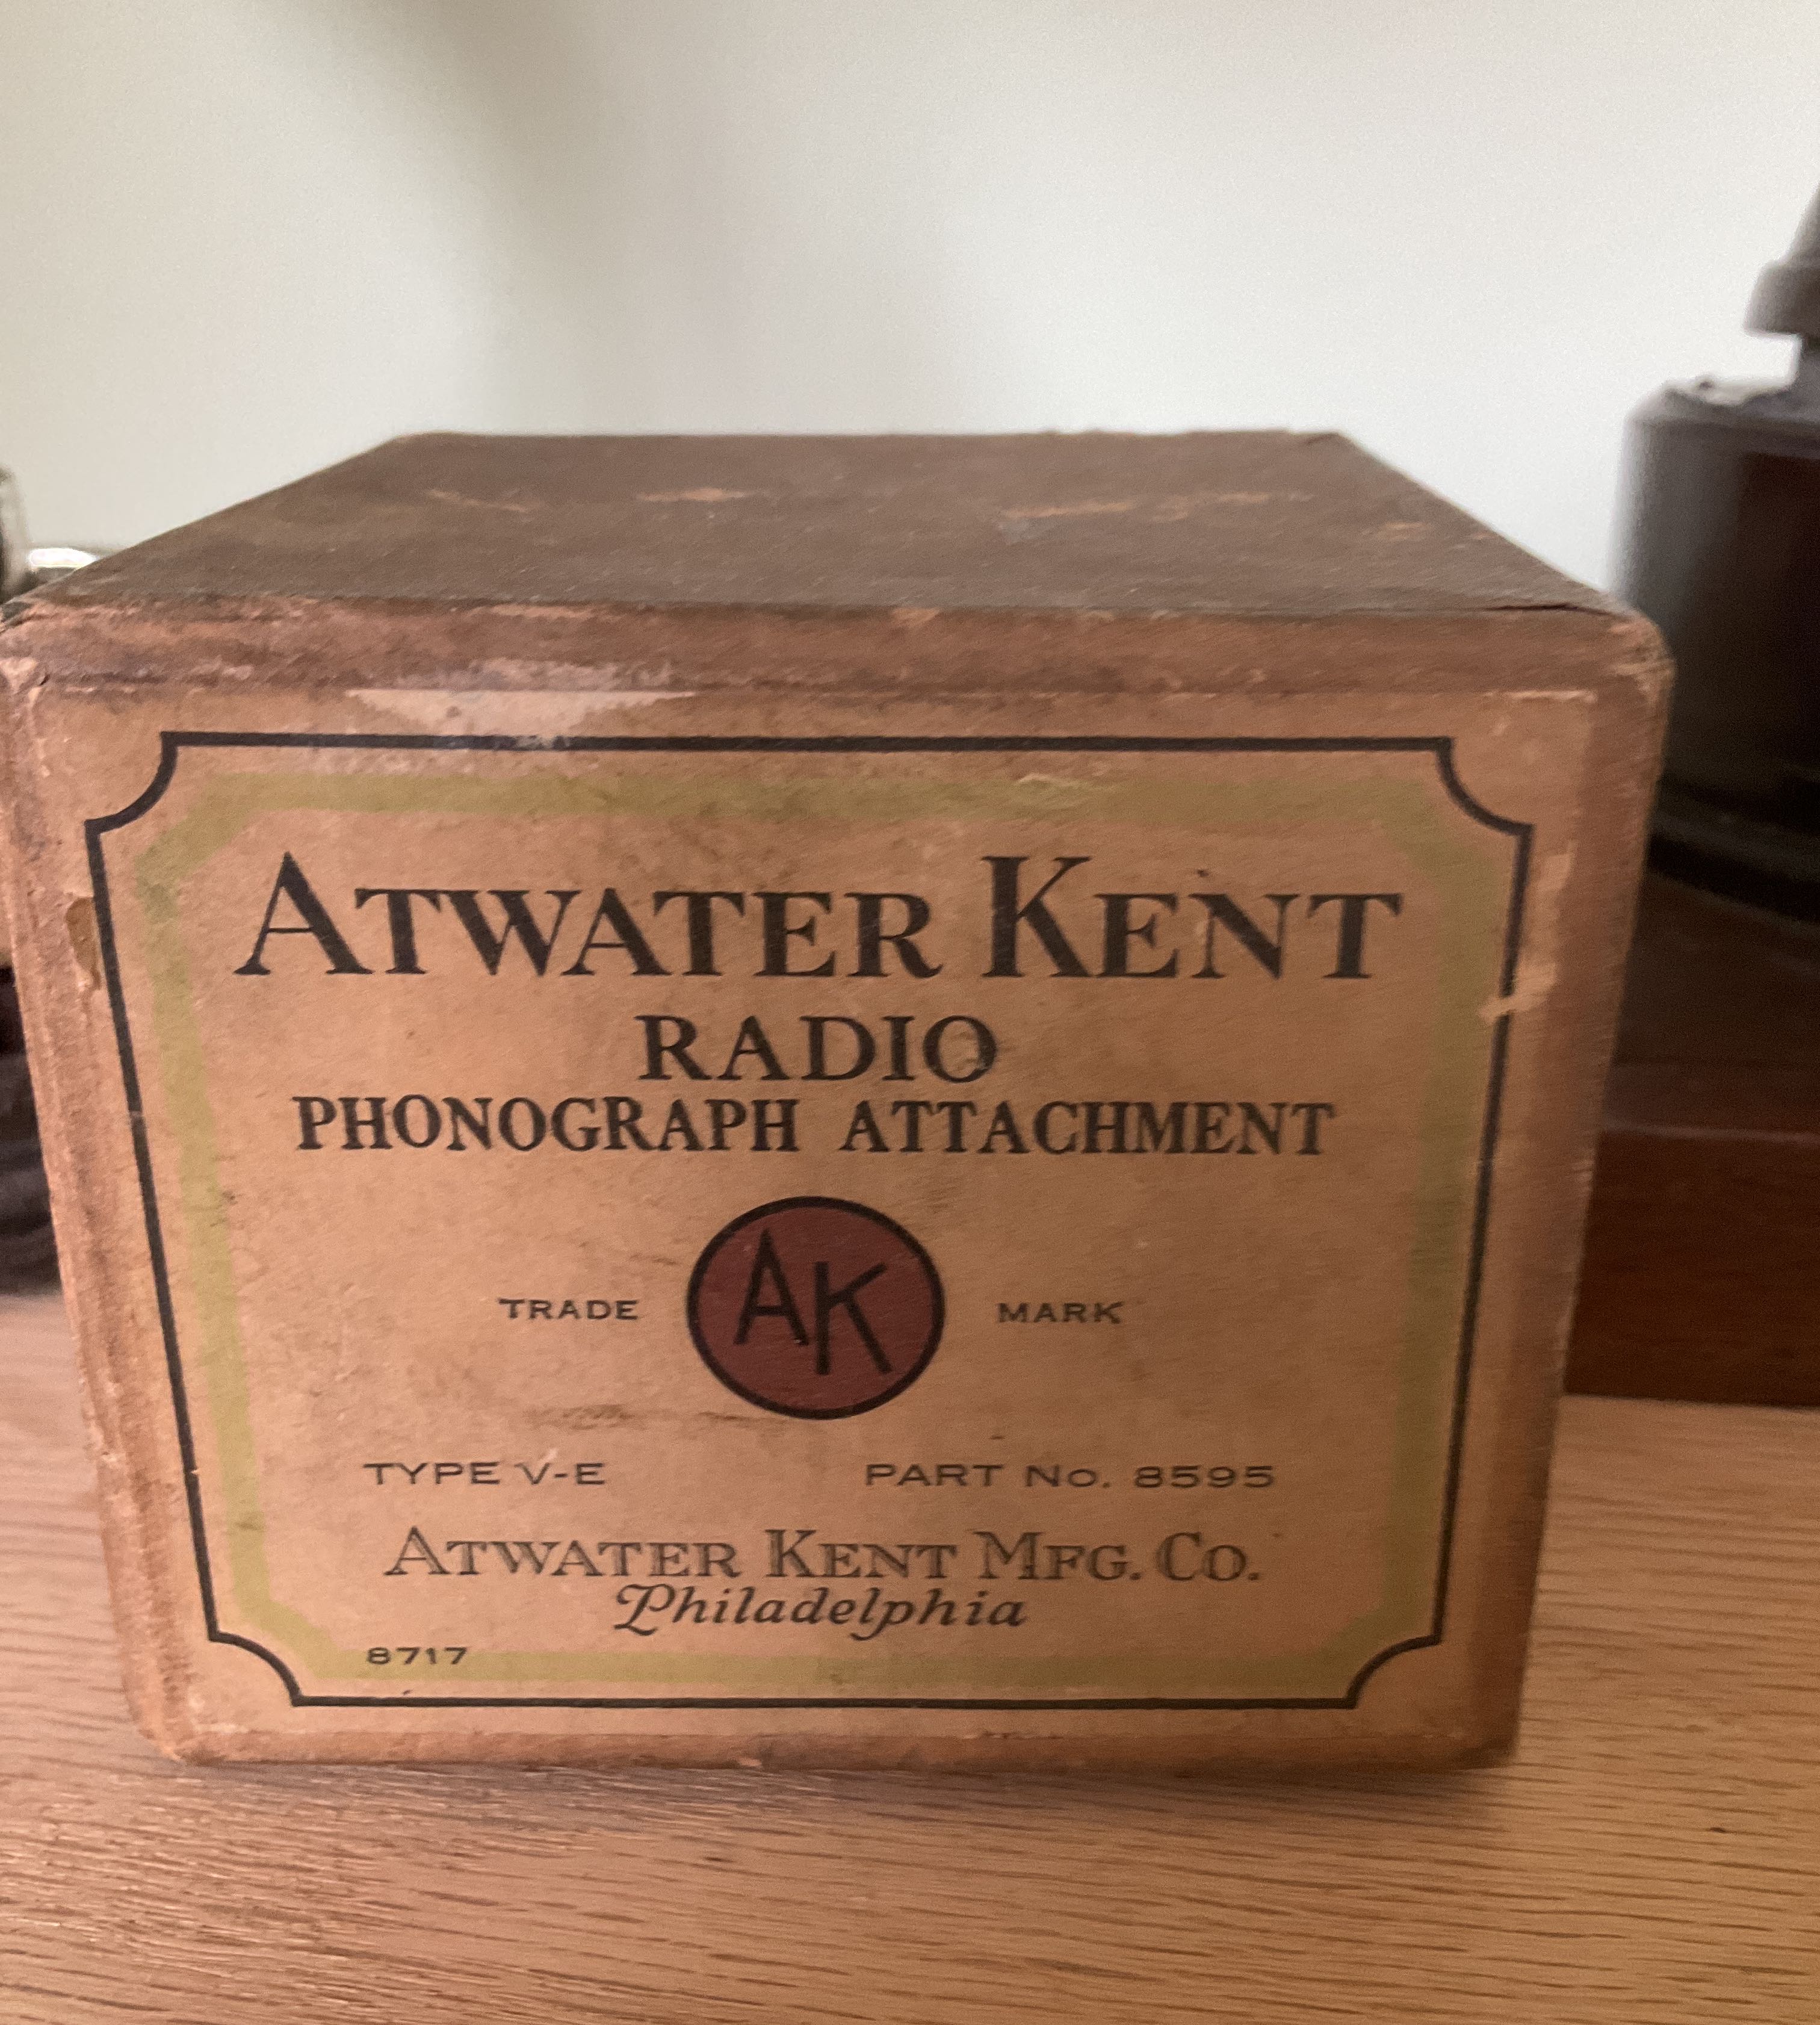 ATWATER KENT
RADIO
PHONOGRAPH ATTACHMENT
TRADE AK MARK
TYPE V-E PART No. 8595
ATWATER KENT MFG. CO.
Philadelphia
8717